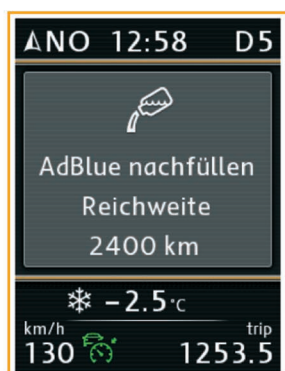 NO 12:58 D5
AdBlue nachfüllen
Reichweite
2400 km
-2.5°C
km/h trip
130 1253.5